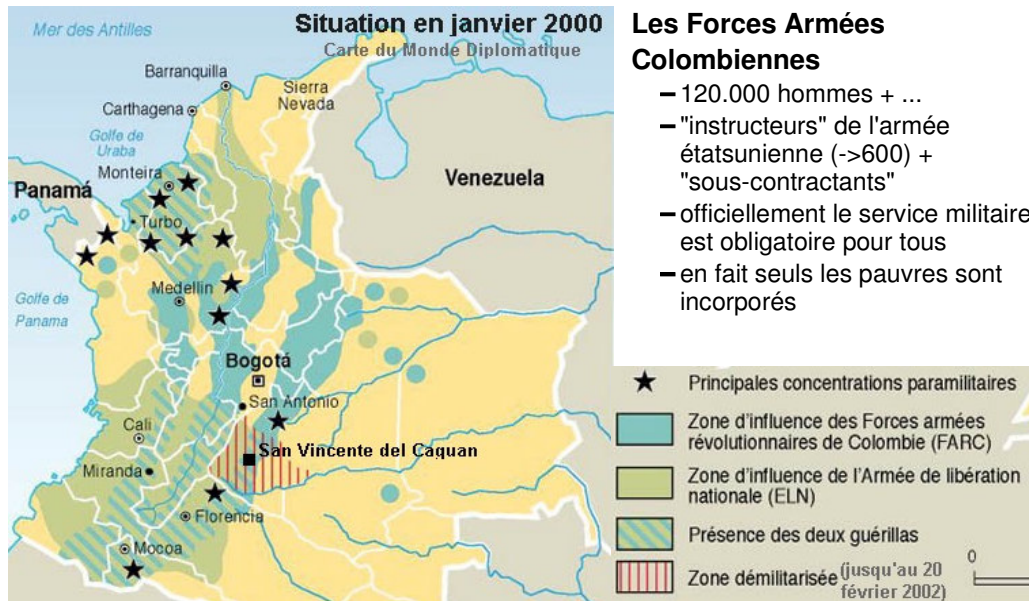 Situation en janvier 2000
Carte du Monde Diplomatique
Mer des Antilles
Barranquilla
Sierra
Nevada
Carthagena
Golfe de
Uraba
Monteira
Panamá
Venezuela
Turbo
Medellin
Golfe de
Panama
Bogotá
San Antonio
Cali
San Vincente del Caquan
Miranda
Florencia
Mocoa
Les Forces Armées
Colombiennes
– 120.000 hommes + ...
– "instructeurs" de l'armée
étatsunienne (->600) +
"sous-contractants"
– officiellement le service militaire
est obligatoire pour tous
– en fait seuls les pauvres sont
incorporés
Principales concentrations paramilitaires
Zone d'influence des Forces armées
révolutionnaires de Colombie (FARC)
Zone d'influence de l'Armée de libération
nationale (ELN)
Présence des deux guérillas
Zone démilitarisée (jusqu'au 20
février 2002)
0